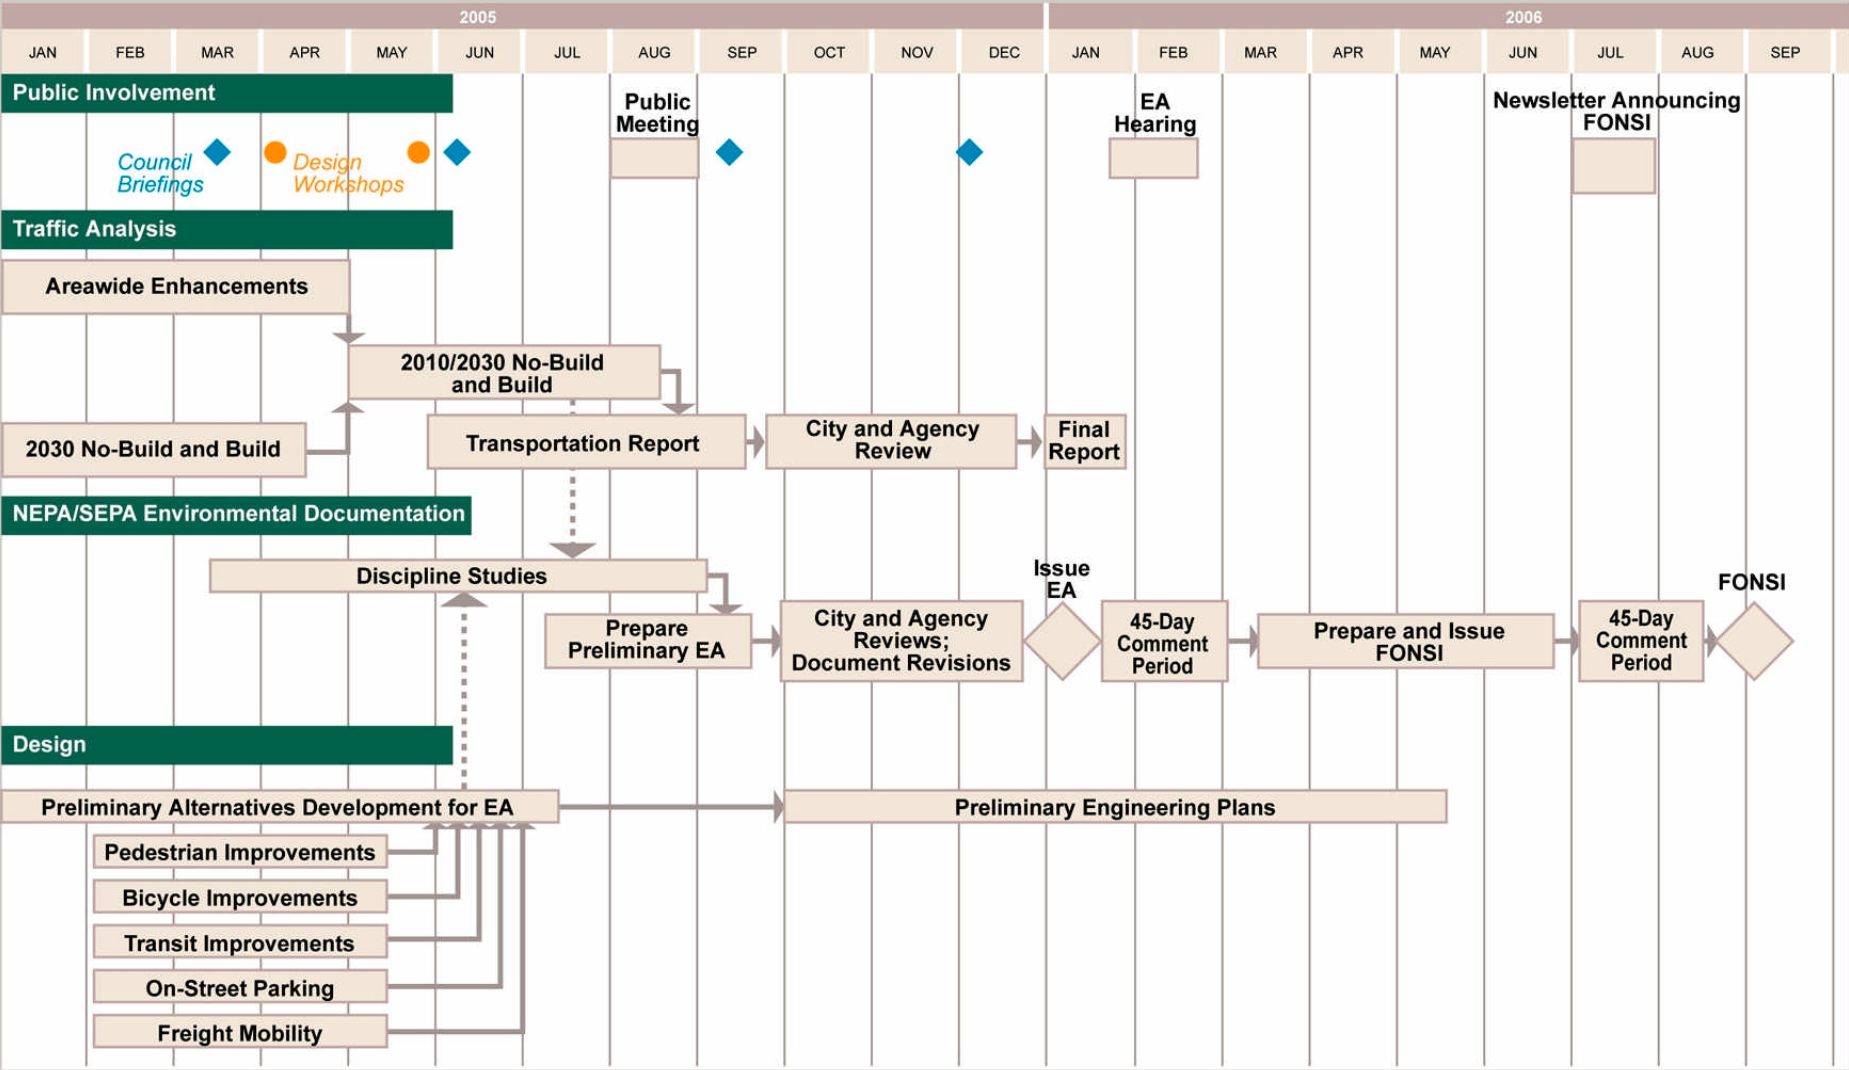 2005
2006
JAN
FEB
MAR
APR
MAY
JUN
JUL
AUG
SEP
OCT
NOV
DEC
JAN
FEB
MAR
APR
MAY
JUN
JUL
AUG
SEP
Public Involvement
Public
Meeting
EA
Hearing
Newsletter Announcing
FONSI
Council
Briefings
Design
Workshops
Traffic Analysis
Areawide Enhancements
2010/2030 No-Build
and Build
2030 No-Build and Build
Transportation Report
City and Agency
Review
Final
Report
NEPA/SEPA Environmental Documentation
Discipline Studies
Issue
EA
FONSI
Prepare
Preliminary EA
City and Agency
Reviews;
Document Revisions
45-Day
Comment
Period
Prepare and Issue
FONSI
45-Day
Comment
Period
Design
Preliminary Alternatives Development for EA
Preliminary Engineering Plans
Pedestrian Improvements
Bicycle Improvements
Transit Improvements
On-Street Parking
Freight Mobility